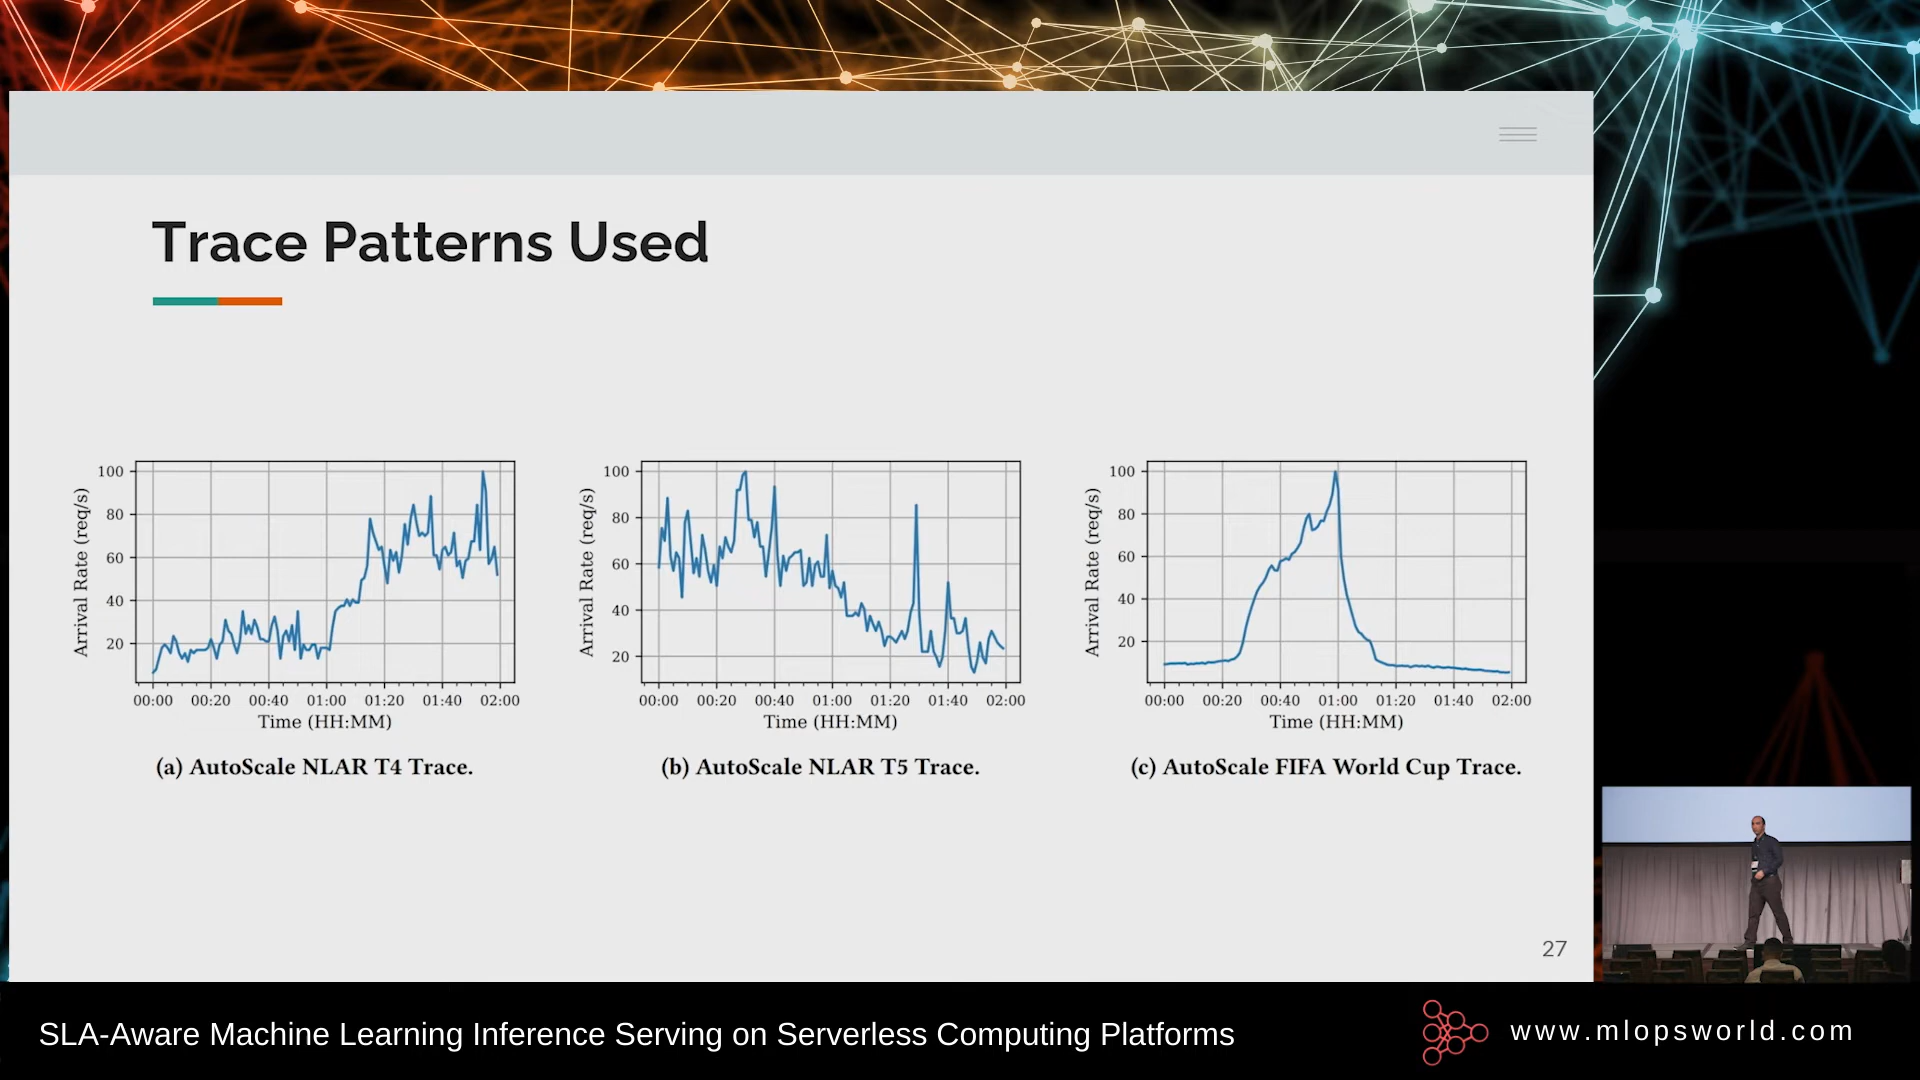 Trace Patterns Used
100
80
60
40
20
Arrival Rate (req/s)
00:00 00:20 00:40 01:00 01:20 01:40 02:00
Time (HH:MM)
(a) AutoScale NLAR T4 Trace.
100
80
60
40
20
Arrival Rate (req/s)
00:00 00:20 00:40 01:00 01:20 01:40 02:00
Time (HH:MM)
(b) AutoScale NLAR T5 Trace.
100
80
60
40
20
Arrival Rate (req/s)
00:00 00:20 00:40 01:00 01:20 01:40 02:00
Time (HH:MM)
(c) AutoScale FIFA World Cup Trace.
27
SLA-Aware Machine Learning Inference Serving on Serverless Computing Platforms
www.mlopsworld.com